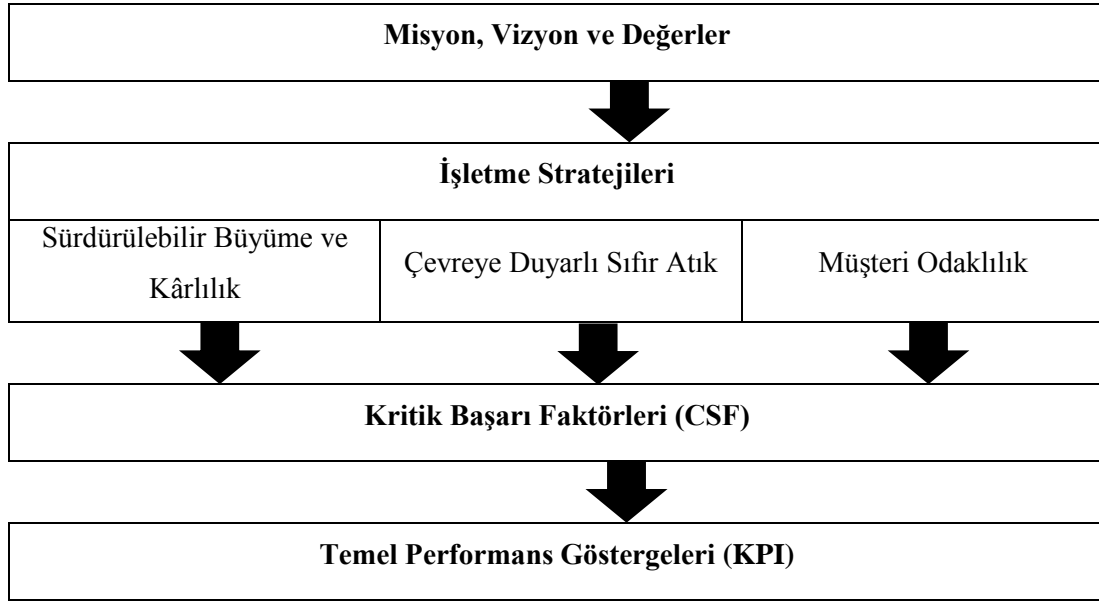 Misyon, Vizyon ve Değerler
İşletme Stratejileri
Sürdürülebilir Büyüme ve
Kârlılık
Çevreye Duyarlı Sıfır Atık
Müşteri Odaklılık
Kritik Başarı Faktörleri (CSF)
Temel Performans Göstergeleri (KPI)